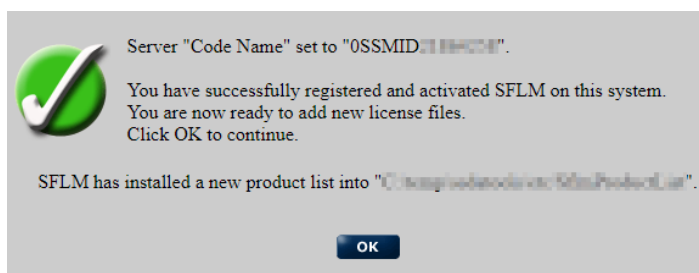 Server "Code Name" set to "0SSMID
You have successfully registered and activated SFLM on this system.
You are now ready to add new license files.
Click OK to continue.
SFLM has installed a new product list into "
OK